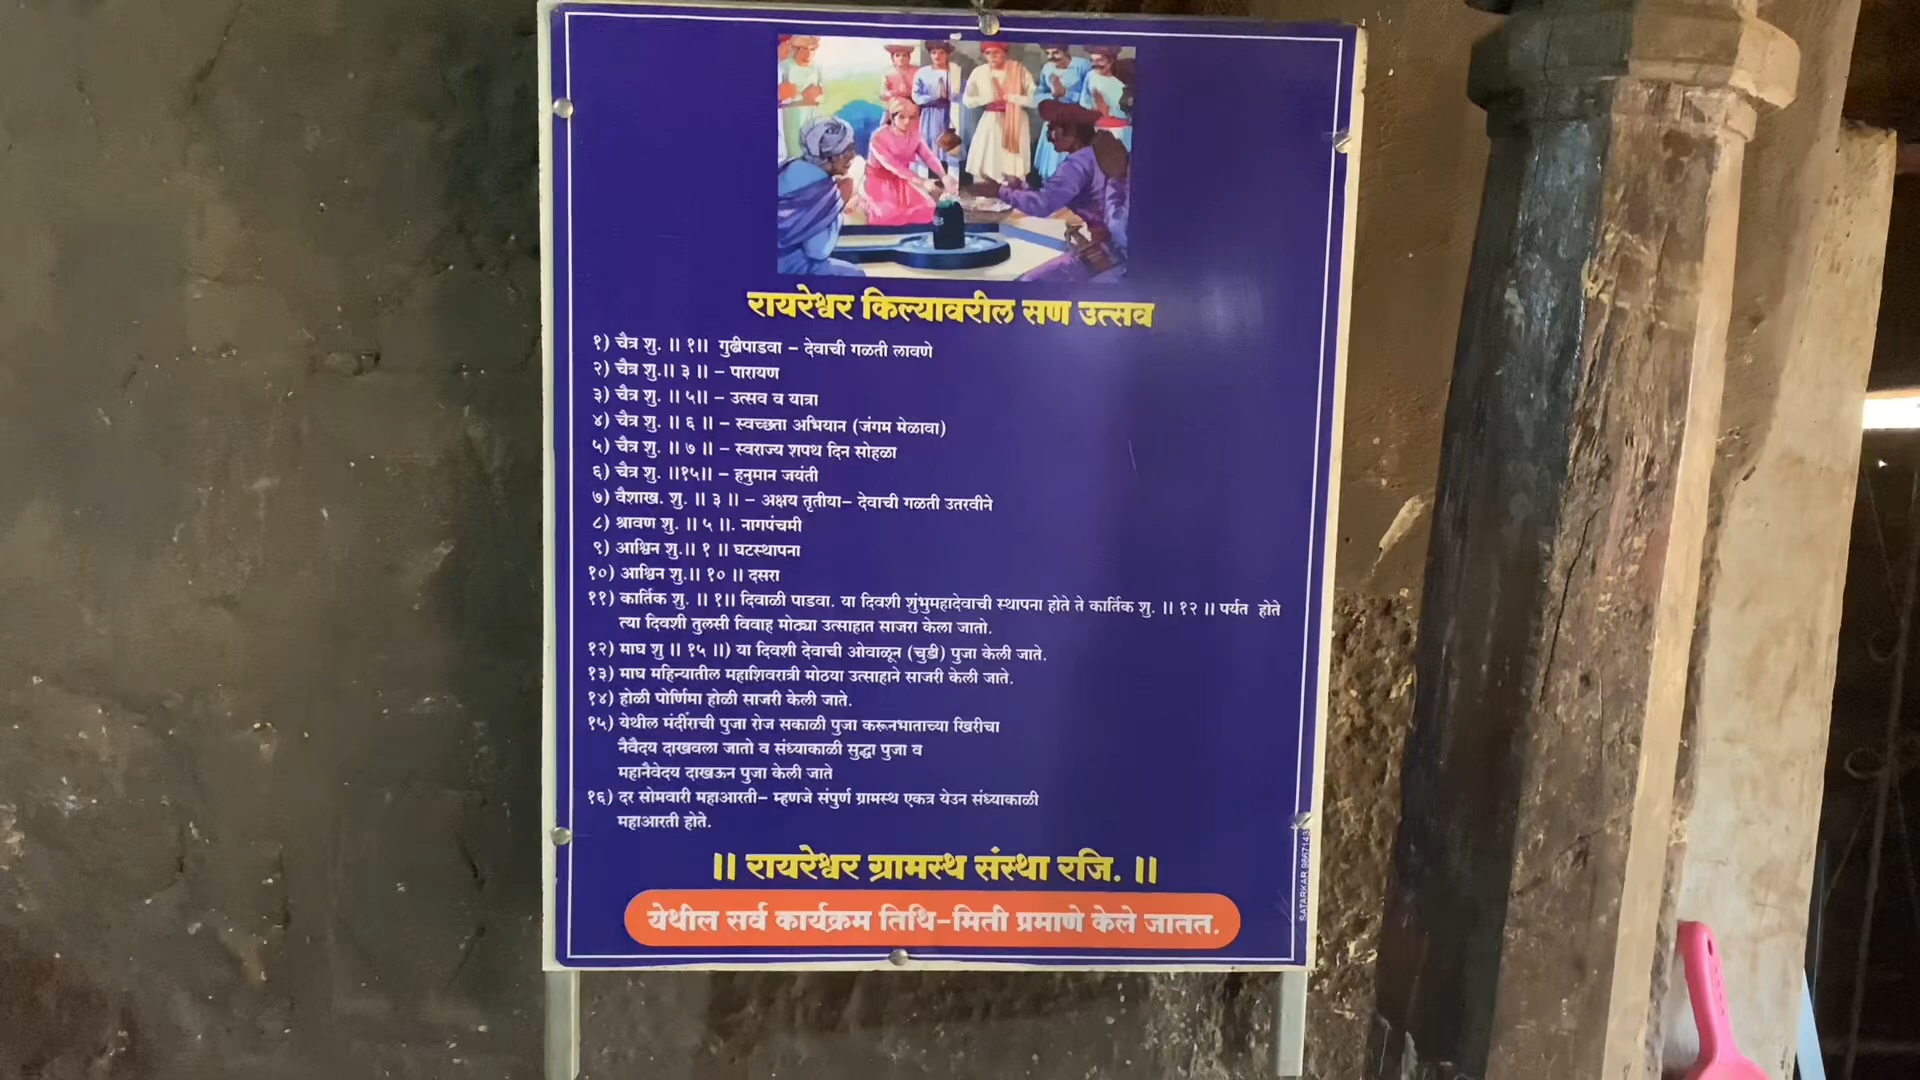 रायरेश्वर किल्यावरील सण उत्सव
१) चैत्र शु. ॥ १॥ गुढीपाडवा – देवाची गळती लावणे
२) चैत्र शु.॥ ३ ॥ – पारायण
३) चैत्र शु. ॥ ५॥ – उत्सव व यात्रा
४) चैत्र शु. ॥ ६ ॥ – स्वच्छता अभियान (जंगम मेळावा)
५) चैत्र शु. ॥ ७ ॥ – स्वराज्य शपथ दिन सोहळा
६) चैत्र शु. ॥१५॥ – हनुमान जयंती
७) वैशाख. शु. ॥ ३ ॥ – अक्षय तृतीया– देवाची गळती उतरवीने
८) श्रावण शु. ॥ ५ ॥. नागपंचमी
९) आश्विन शु.॥ १ ॥ घटस्थापना
१०) आश्विन शु.॥ १० ॥ दसरा
११) कार्तिक शु. ॥ १॥ दिवाळी पाडवा. या दिवशी शुंभुमहादेवाची स्थापना होते ते कार्तिक शु. ॥ १२ ॥ पर्यत होते
त्या दिवशी तुलसी विवाह मोठ्या उत्साहात साजरा केला जातो.
१२) माघ शु ॥ १५ ॥) या दिवशी देवाची ओवाळून (चुडी) पुजा केली जाते.
१३) माघ महिन्यातील महाशिवरात्री मोठया उत्साहाने साजरी केली जाते.
१४) होळी पोर्णिमा होळी साजरी केली जाते.
१५) येथील मंदीराची पुजा रोज सकाळी पुजा करूनभाताच्या खिरीचा
नैवैदय दाखवला जातो व संध्याकाळी सुद्धा पुजा व
महानैवेदय दाखऊन पुजा केली जाते
१६) दर सोमवारी महाआरती– म्हणजे संपुर्ण ग्रामस्थ एकत्र येउन संध्याकाळी
महाआरती होते.
॥ रायरेश्वर ग्रामस्थ संस्था रजि. ॥
येथील सर्व कार्यक्रम तिथि–मिती प्रमाणे केले जातत.
SATARKAR